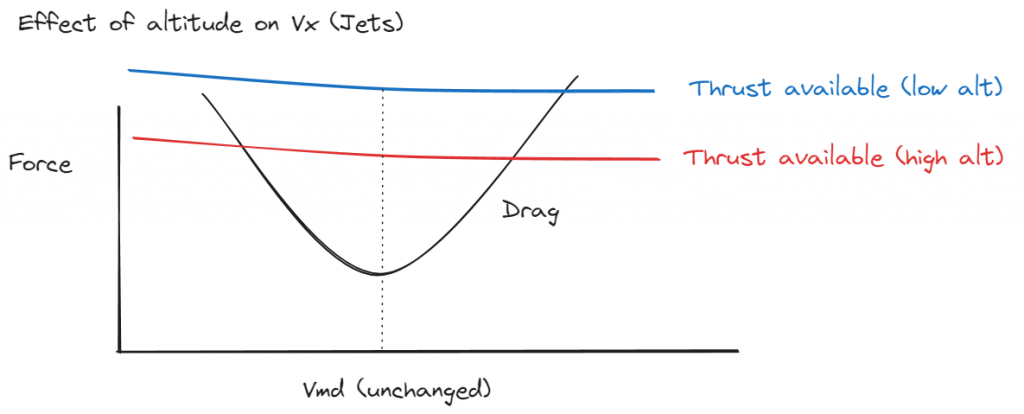 Effect of altitude on Vx (Jets)
Thrust available (low alt)
Force
Thrust available (high alt)
Drag
Vmd (unchanged)